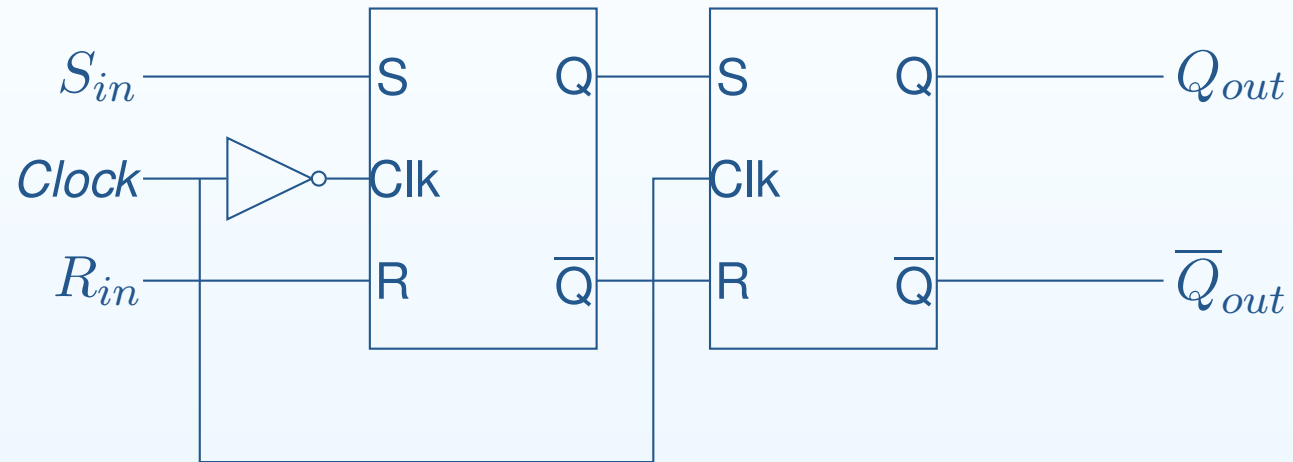 S_in S Q S Q Q_out
Clock Clk Clk
R_in R Q̅ R Q̅ Q̅_out